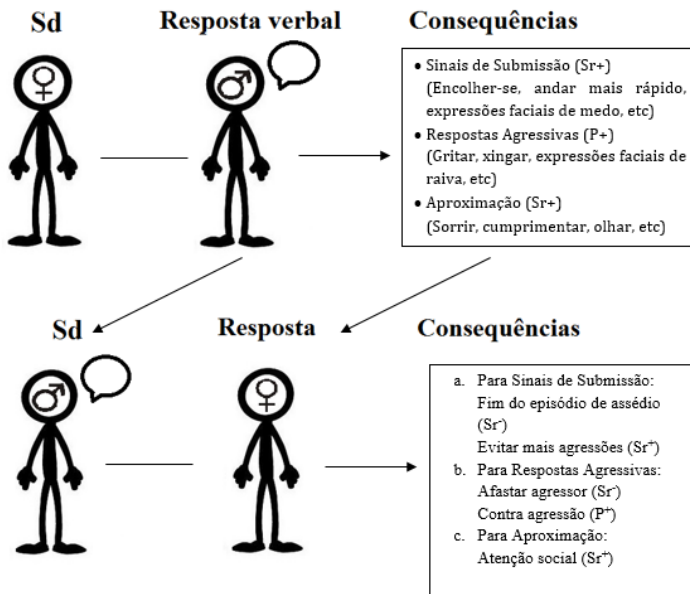 Sd Resposta verbal Consequências
♀ ♂
• Sinais de Submissão (Sr+)
(Encolher-se, andar mais rápido,
expressões faciais de medo, etc)
• Respostas Agressivas (P+)
(Gritar, xingar, expressões faciais de
raiva, etc)
• Aproximação (Sr+)
(Sorrir, cumprimentar, olhar, etc)
Sd Resposta Consequências
♂ ♀
a. Para Sinais de Submissão:
Fim do episódio de assédio
(Sr⁻)
Evitar mais agressões (Sr⁺)
b. Para Respostas Agressivas:
Afastar agressor (Sr⁻)
Contra agressão (P⁺)
c. Para Aproximação:
Atenção social (Sr⁺)